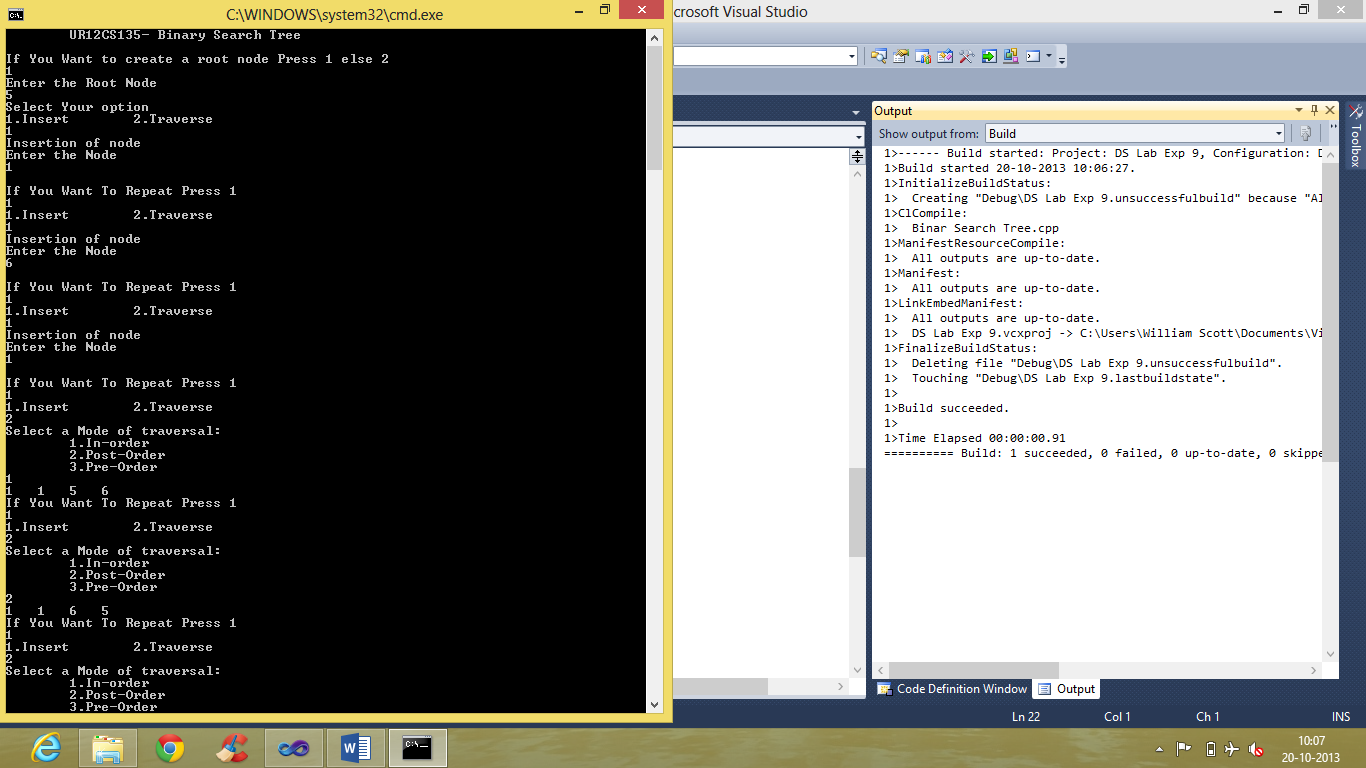 C:\WINDOWS\system32\cmd.exe
UR12CS135- Binary Search Tree
If You Want to create a root node Press 1 else 2
1
Enter the Root Node
5
Select Your option
1.Insert 2.Traverse
1
Insertion of node
Enter the Node
1
If You Want To Repeat Press 1
1
1.Insert 2.Traverse
1
Insertion of node
Enter the Node
6
If You Want To Repeat Press 1
1
1.Insert 2.Traverse
1
Insertion of node
Enter the Node
1
If You Want To Repeat Press 1
1
1.Insert 2.Traverse
2
Select a Mode of traversal:
1.In-order
2.Post-Order
3.Pre-Order
1
1 1 5 6
If You Want To Repeat Press 1
1
1.Insert 2.Traverse
2
Select a Mode of traversal:
1.In-order
2.Post-Order
3.Pre-Order
2
1 1 6 5
If You Want To Repeat Press 1
1
1.Insert 2.Traverse
2
Select a Mode of traversal:
1.In-order
2.Post-Order
3.Pre-Order
crosoft Visual Studio
Output
Show output from: Build
1>------ Build started: Project: DS Lab Exp 9, Configuration: D
1>Build started 20-10-2013 10:06:27.
1>InitializeBuildStatus:
1> Creating "Debug\DS Lab Exp 9.unsuccessfulbuild" because "Al
1>ClCompile:
1> Binar Search Tree.cpp
1>ManifestResourceCompile:
1> All outputs are up-to-date.
1>Manifest:
1> All outputs are up-to-date.
1>LinkEmbedManifest:
1> All outputs are up-to-date.
1> DS Lab Exp 9.vcxproj -> C:\Users\William Scott\Documents\Vi
1>FinalizeBuildStatus:
1> Deleting file "Debug\DS Lab Exp 9.unsuccessfulbuild".
1> Touching "Debug\DS Lab Exp 9.lastbuildstate".
1>
1>Build succeeded.
1>
1>Time Elapsed 00:00:00.91
========== Build: 1 succeeded, 0 failed, 0 up-to-date, 0 skippe
Toolbox
Code Definition Window
Output
Ln 22 Col 1 Ch 1 INS
10:07
20-10-2013